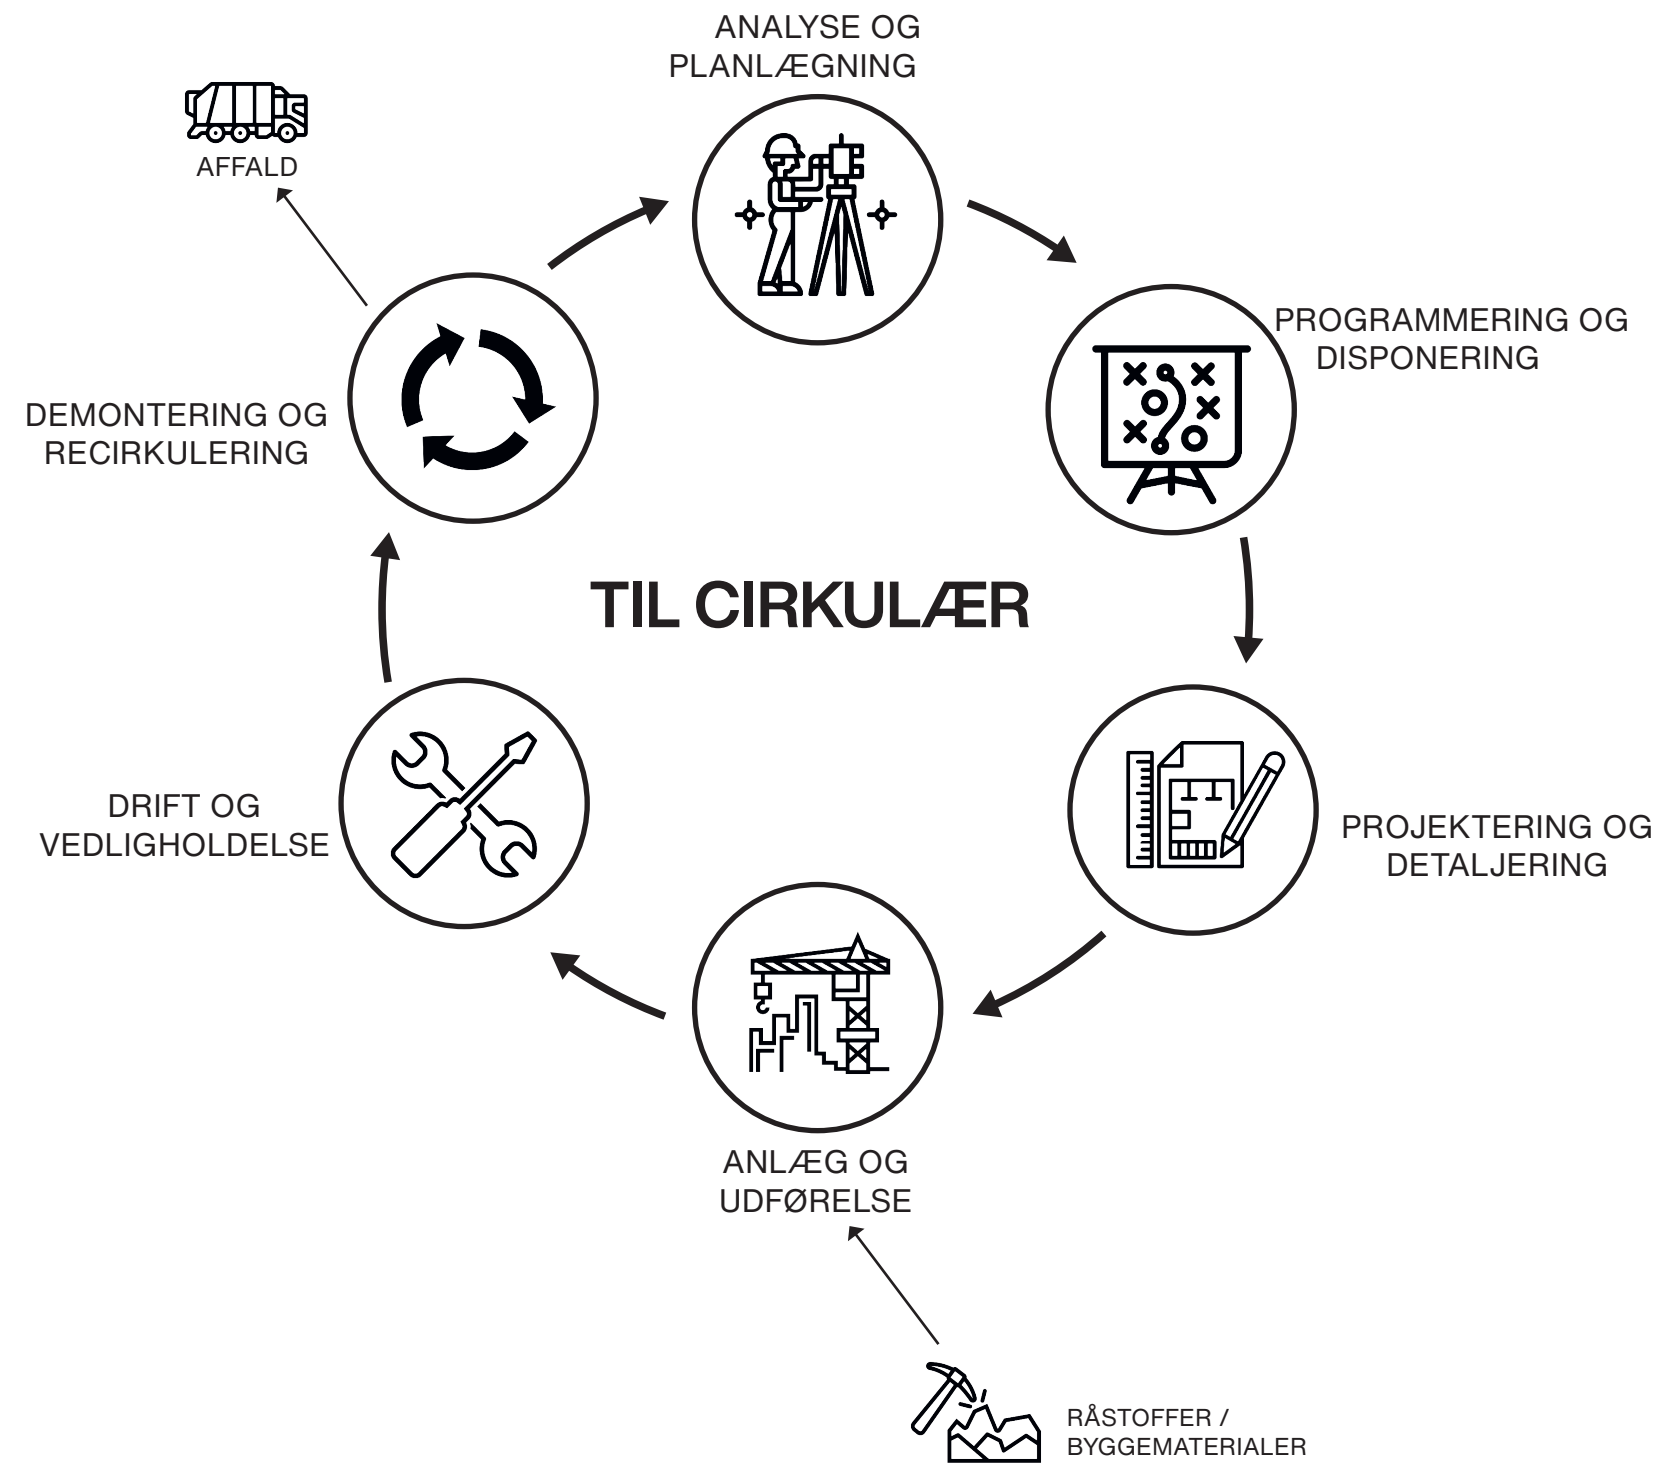 ANALYSE OG
PLANLÆGNING
AFFALD
PROGRAMMERING OG
DISPONERING
DEMONTERING OG
RECIRKULERING
TIL CIRKULÆR
DRIFT OG
VEDLIGHOLDELSE
PROJEKTERING OG
DETALJERING
ANLÆG OG
UDFØRELSE
RÅSTOFFER /
BYGGEMATERIALER